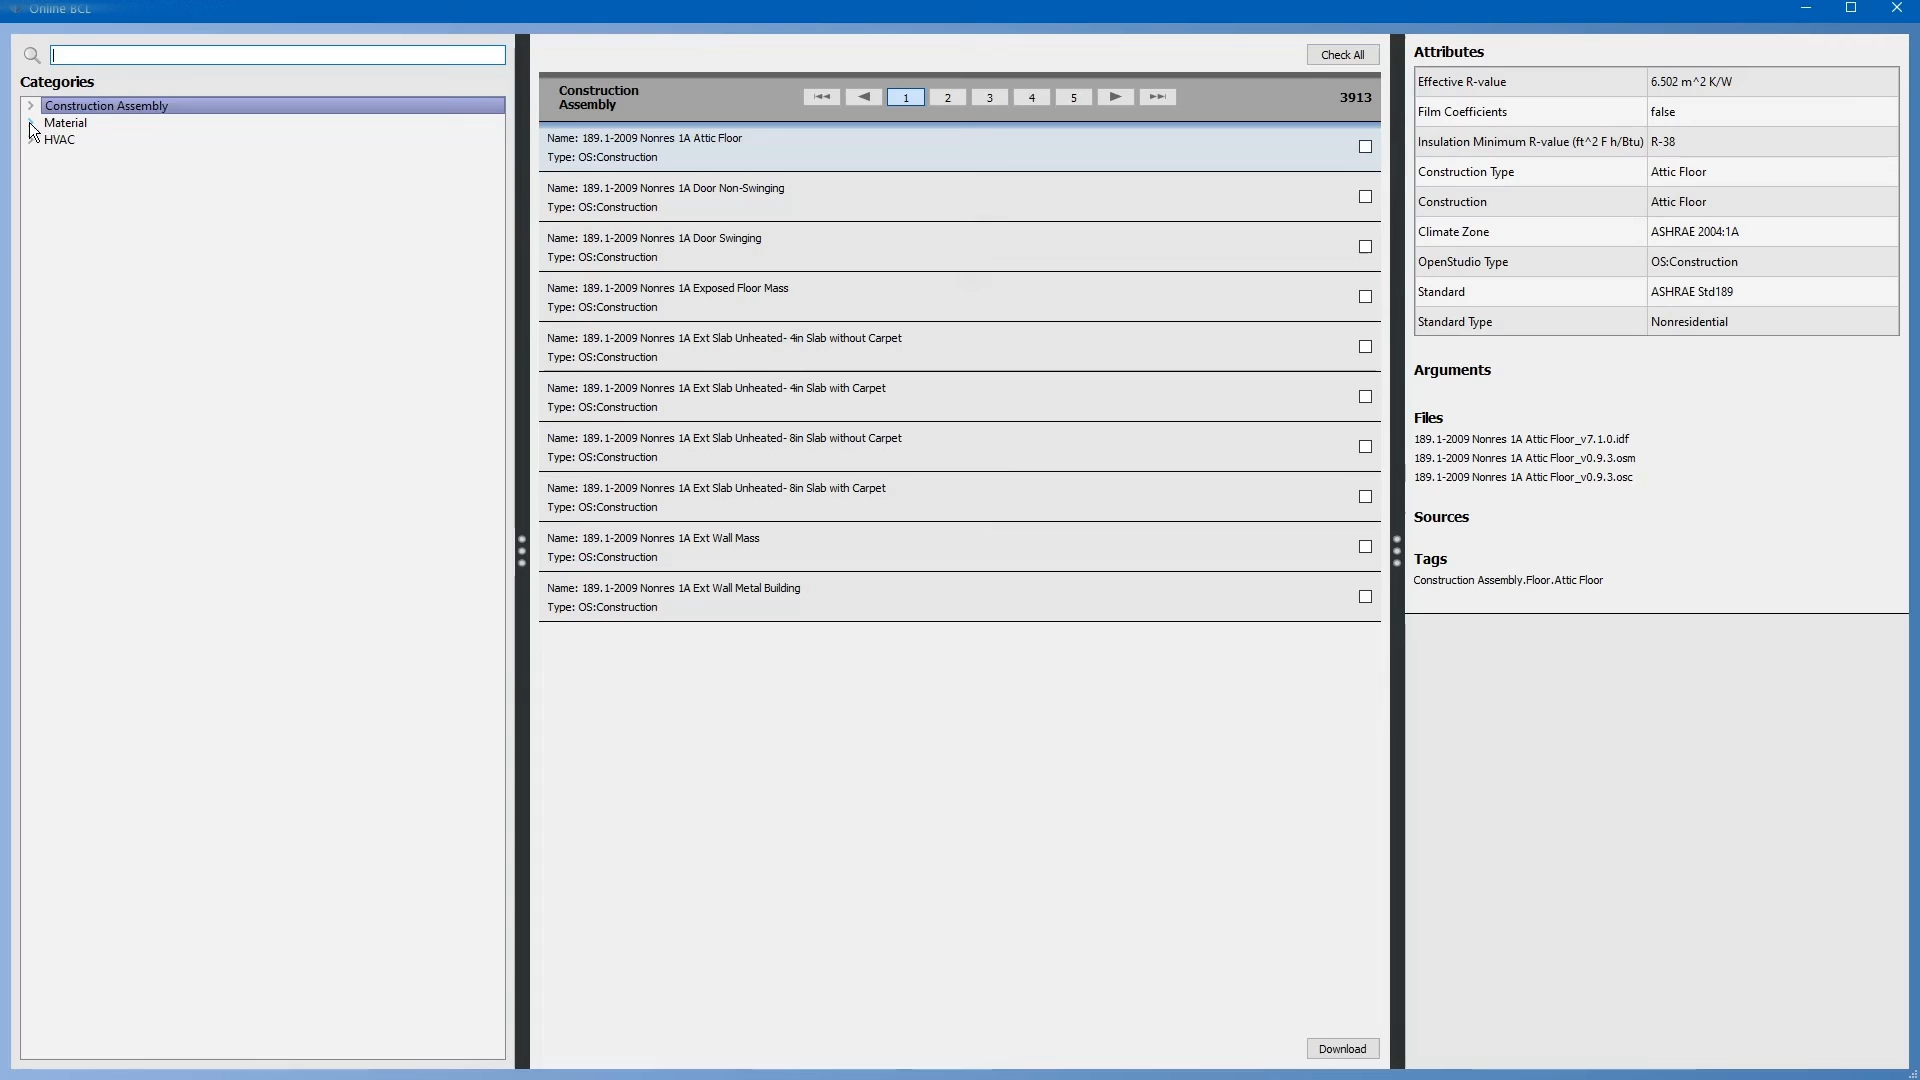 Online BCL
Categories
Construction Assembly
Material
HVAC
Check All
Construction
Assembly
1 2 3 4 5
3913
Name: 189.1-2009 Nonres 1A Attic Floor
Type: OS:Construction
Name: 189.1-2009 Nonres 1A Door Non-Swinging
Type: OS:Construction
Name: 189.1-2009 Nonres 1A Door Swinging
Type: OS:Construction
Name: 189.1-2009 Nonres 1A Exposed Floor Mass
Type: OS:Construction
Name: 189.1-2009 Nonres 1A Ext Slab Unheated- 4in Slab without Carpet
Type: OS:Construction
Name: 189.1-2009 Nonres 1A Ext Slab Unheated- 4in Slab with Carpet
Type: OS:Construction
Name: 189.1-2009 Nonres 1A Ext Slab Unheated- 8in Slab without Carpet
Type: OS:Construction
Name: 189.1-2009 Nonres 1A Ext Slab Unheated- 8in Slab with Carpet
Type: OS:Construction
Name: 189.1-2009 Nonres 1A Ext Wall Mass
Type: OS:Construction
Name: 189.1-2009 Nonres 1A Ext Wall Metal Building
Type: OS:Construction
Download
Attributes
Effective R-value 6.502 m^2 K/W
Film Coefficients false
Insulation Minimum R-value (ft^2 F h/Btu) R-38
Construction Type Attic Floor
Construction Attic Floor
Climate Zone ASHRAE 2004:1A
OpenStudio Type OS:Construction
Standard ASHRAE Std189
Standard Type Nonresidential
Arguments
Files
189.1-2009 Nonres 1A Attic Floor_v7.1.0.idf
189.1-2009 Nonres 1A Attic Floor_v0.9.3.osm
189.1-2009 Nonres 1A Attic Floor_v0.9.3.osc
Sources
Tags
Construction Assembly.Floor.Attic Floor